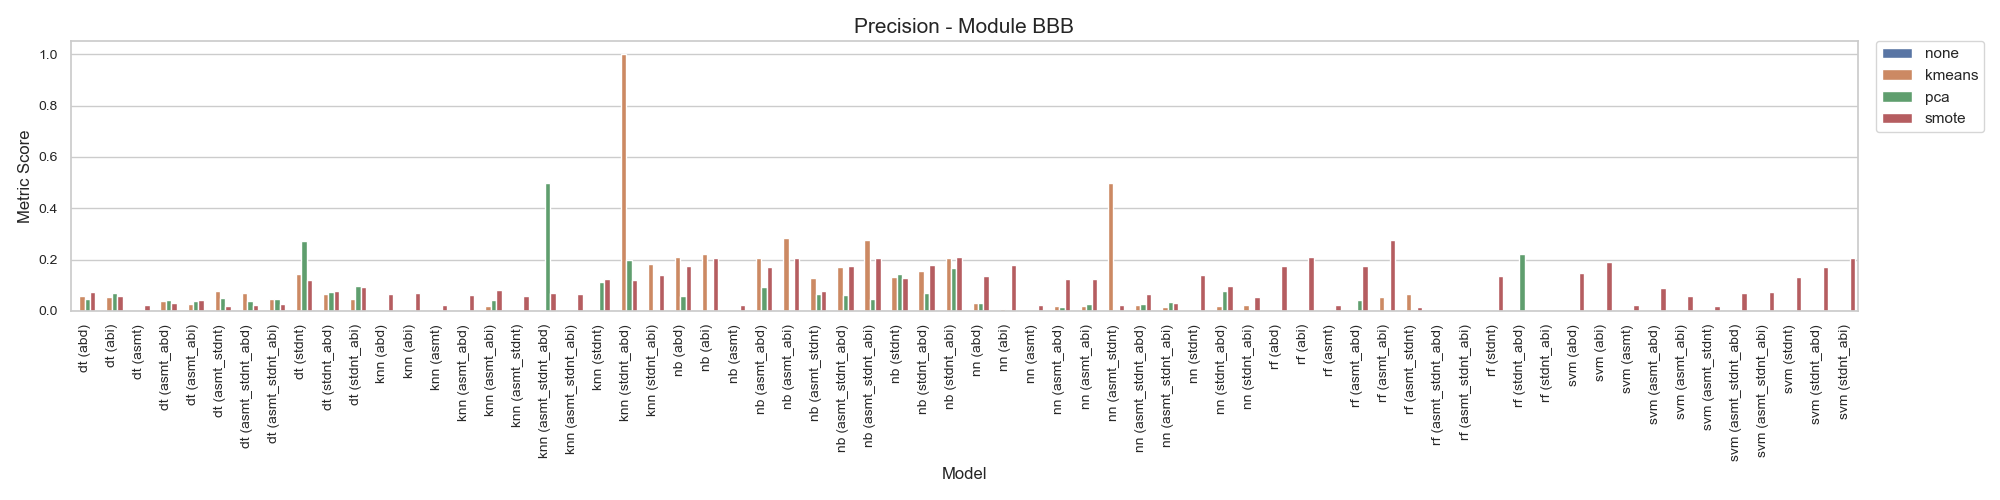 Precision - Module BBB
none
kmeans
pca
smote
Metric Score
1.0
0.8
0.6
0.4
0.2
0.0
dt (abd)
dt (abi)
dt (asmt)
dt (asmt_abd)
dt (asmt_abi)
dt (asmt_stdnt)
dt (asmt_stdnt_abd)
dt (asmt_stdnt_abi)
dt (stdnt)
dt (stdnt_abd)
dt (stdnt_abi)
knn (abd)
knn (abi)
knn (asmt)
knn (asmt_abd)
knn (asmt_abi)
knn (asmt_stdnt)
knn (asmt_stdnt_abd)
knn (asmt_stdnt_abi)
knn (stdnt)
knn (stdnt_abd)
knn (stdnt_abi)
nb (abd)
nb (abi)
nb (asmt)
nb (asmt_abd)
nb (asmt_abi)
nb (asmt_stdnt)
nb (asmt_stdnt_abd)
nb (asmt_stdnt_abi)
nb (stdnt)
nb (stdnt_abd)
nb (stdnt_abi)
nn (abd)
nn (abi)
nn (asmt)
nn (asmt_abd)
nn (asmt_abi)
nn (asmt_stdnt)
nn (asmt_stdnt_abd)
nn (asmt_stdnt_abi)
nn (stdnt)
nn (stdnt_abd)
nn (stdnt_abi)
rf (abd)
rf (abi)
rf (asmt)
rf (asmt_abd)
rf (asmt_abi)
rf (asmt_stdnt)
rf (asmt_stdnt_abd)
rf (asmt_stdnt_abi)
rf (stdnt)
rf (stdnt_abd)
rf (stdnt_abi)
svm (abd)
svm (abi)
svm (asmt)
svm (asmt_abd)
svm (asmt_abi)
svm (asmt_stdnt)
svm (asmt_stdnt_abd)
svm (asmt_stdnt_abi)
svm (stdnt)
svm (stdnt_abd)
svm (stdnt_abi)
Model